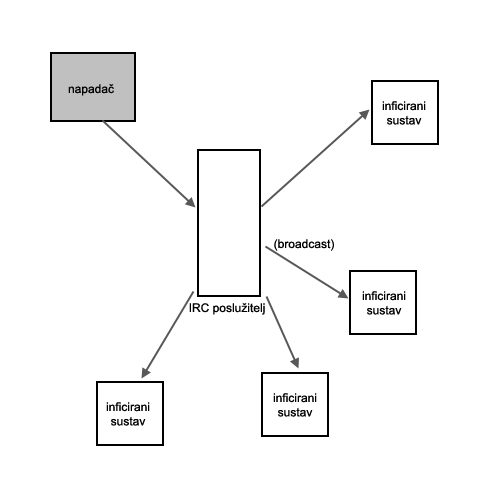 napadač
inficirani
sustav
(broadcast)
inficirani
sustav
IRC poslužitelj
inficirani
sustav
inficirani
sustav